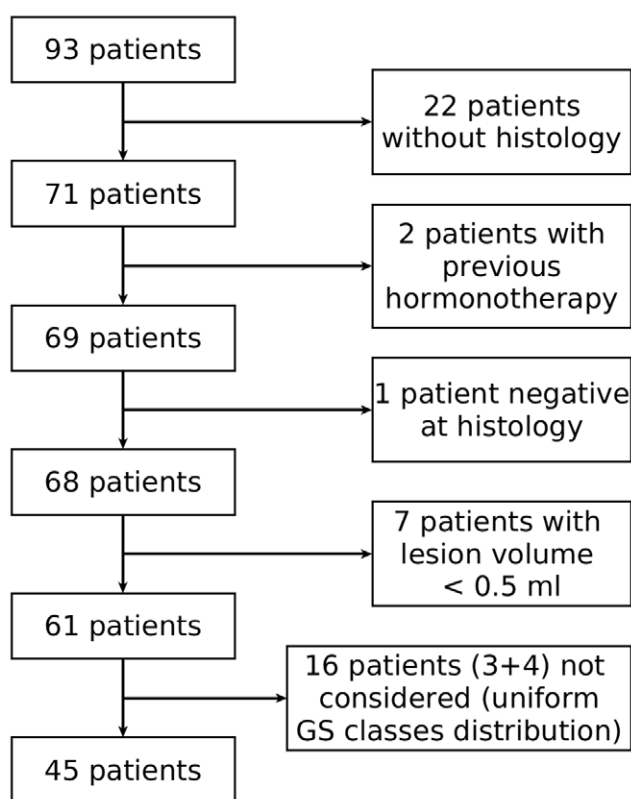 93 patients
22 patients
without histology
71 patients
2 patients with
previous
hormonotherapy
69 patients
1 patient negative
at histology
68 patients
7 patients with
lesion volume
< 0.5 ml
61 patients
16 patients (3+4) not
considered (uniform
GS classes distribution)
45 patients